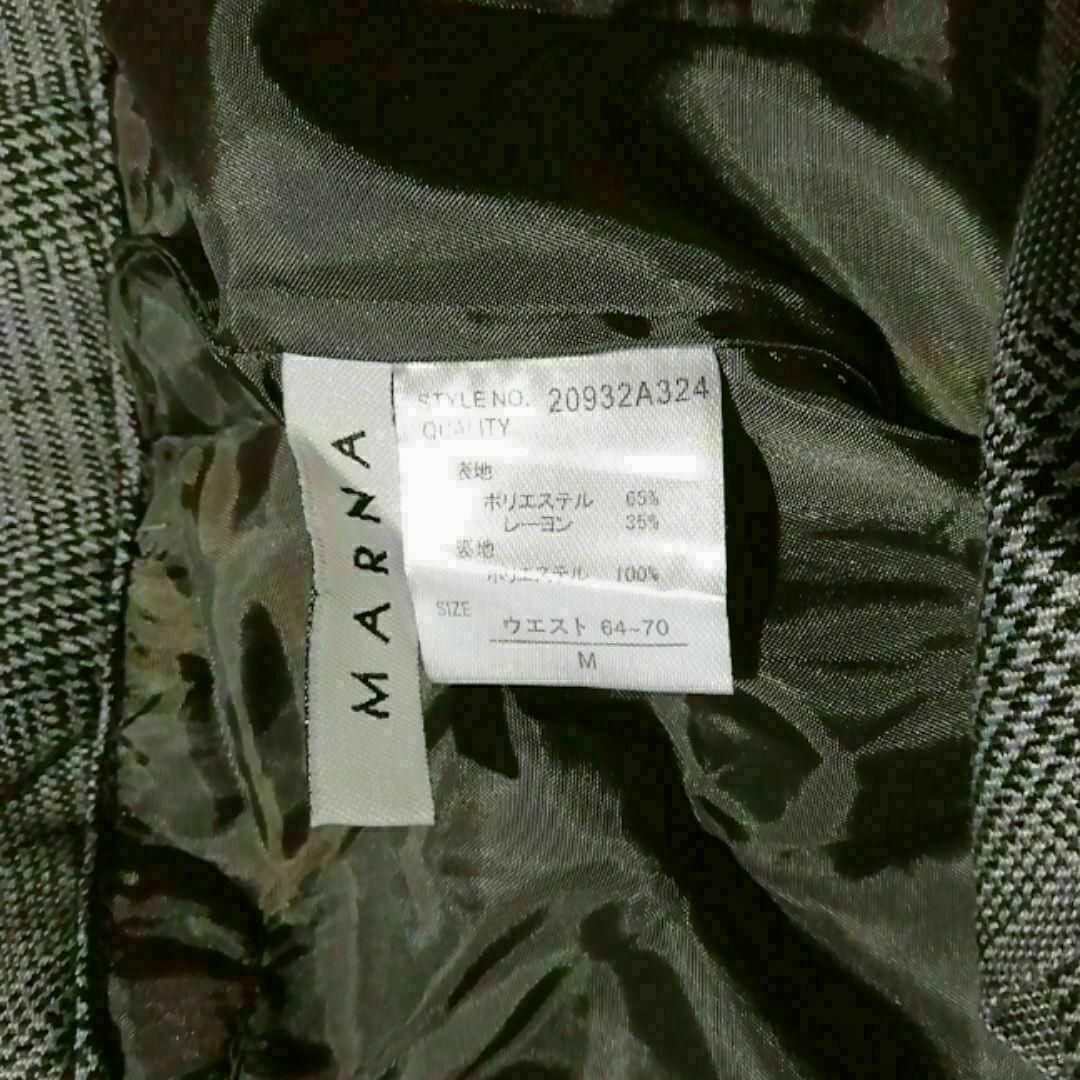 MARNA
STYLE NO. 20932A324
QUALITY
表地
ポリエステル 65%
レーヨン 35%
裏地
ポリエステル 100%
SIZE
ウエスト 64~70
M